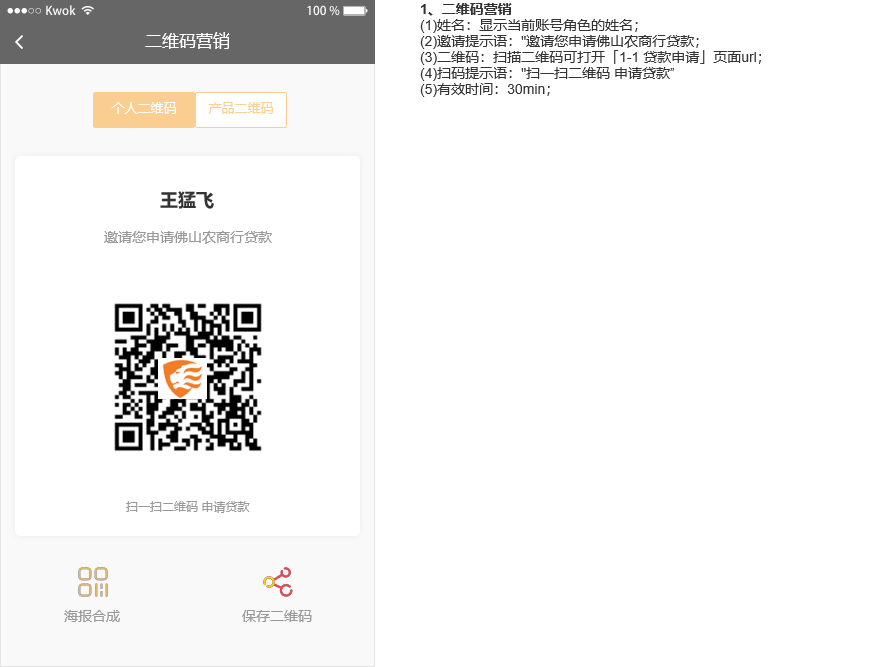 Kwok
100 %
二维码营销
个人二维码
产品二维码
王猛飞
邀请您申请佛山农商行贷款
扫一扫二维码 申请贷款
海报合成
保存二维码
1、二维码营销
(1)姓名：显示当前账号角色的姓名；
(2)邀请提示语："邀请您申请佛山农商行贷款；
(3)二维码：扫描二维码可打开「1-1 贷款申请」页面url；
(4)扫码提示语："扫一扫二维码 申请贷款"
(5)有效时间：30min；